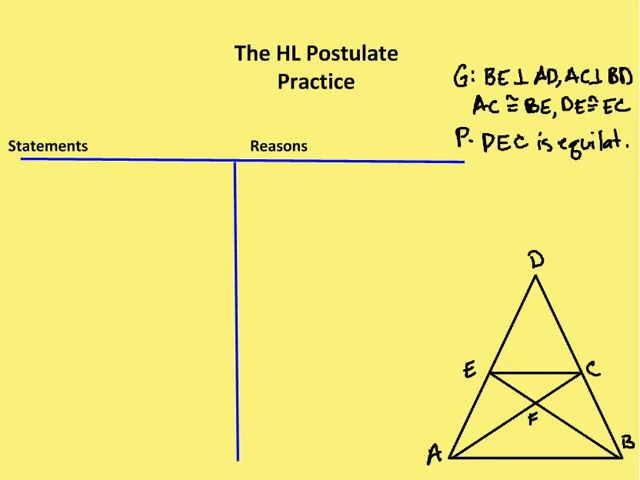 The HL Postulate
Practice
G: BE ⊥ AD, AC ⊥ BD
AC ≅ BE, DE ≅ EC
P. DEC is equilat.
Statements
Reasons
D
E
C
F
A
B